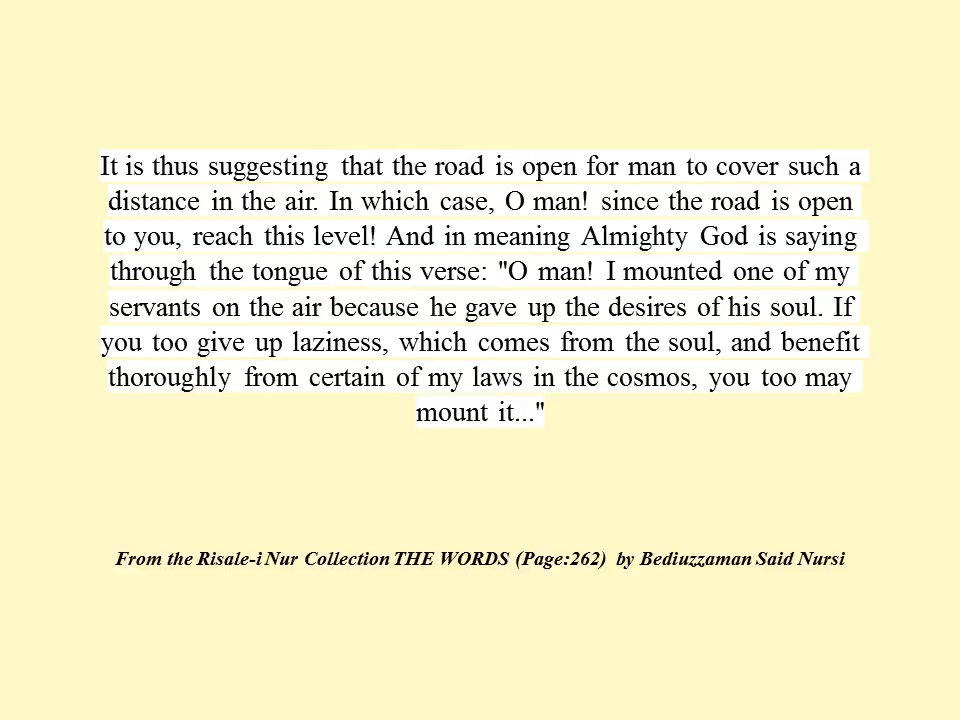 It is thus suggesting that the road is open for man to cover such a
distance in the air. In which case, O man! since the road is open
to you, reach this level! And in meaning Almighty God is saying
through the tongue of this verse: "O man! I mounted one of my
servants on the air because he gave up the desires of his soul. If
you too give up laziness, which comes from the soul, and benefit
thoroughly from certain of my laws in the cosmos, you too may
mount it..."
From the Risale-i Nur Collection THE WORDS (Page:262) by Bediuzzaman Said Nursi